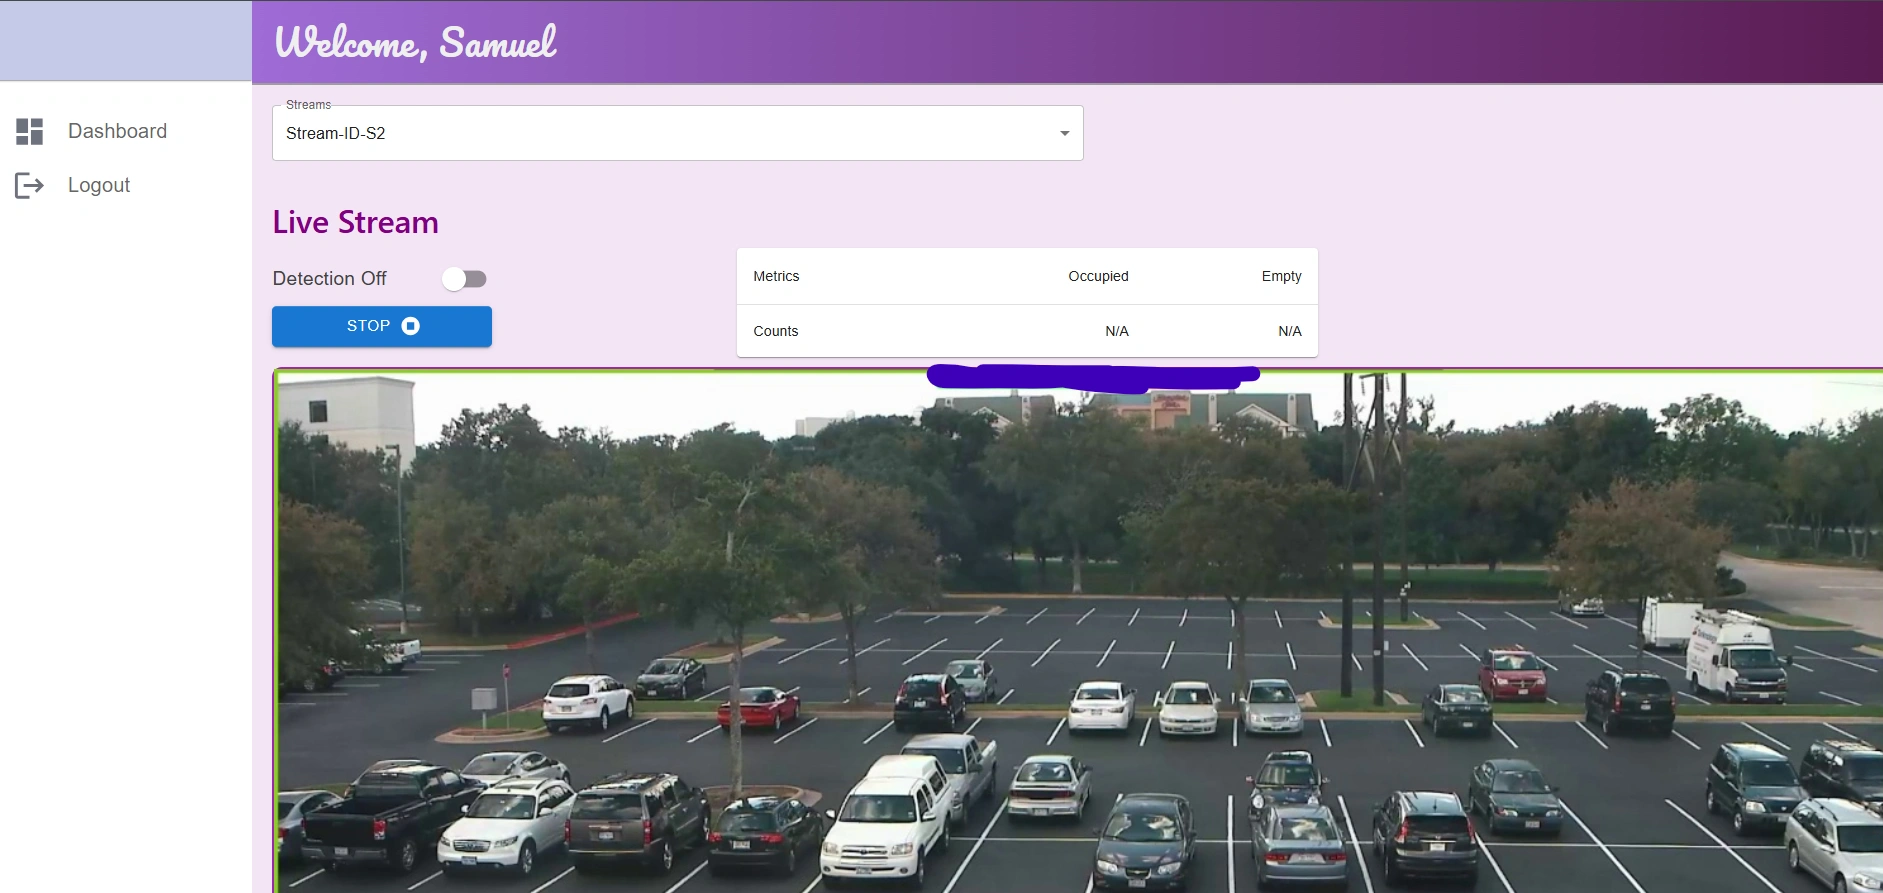 Welcome, Samuel
Streams
Stream-ID-S2
Dashboard
Logout
Live Stream
Detection Off
STOP
Metrics Occupied Empty
Counts N/A N/A